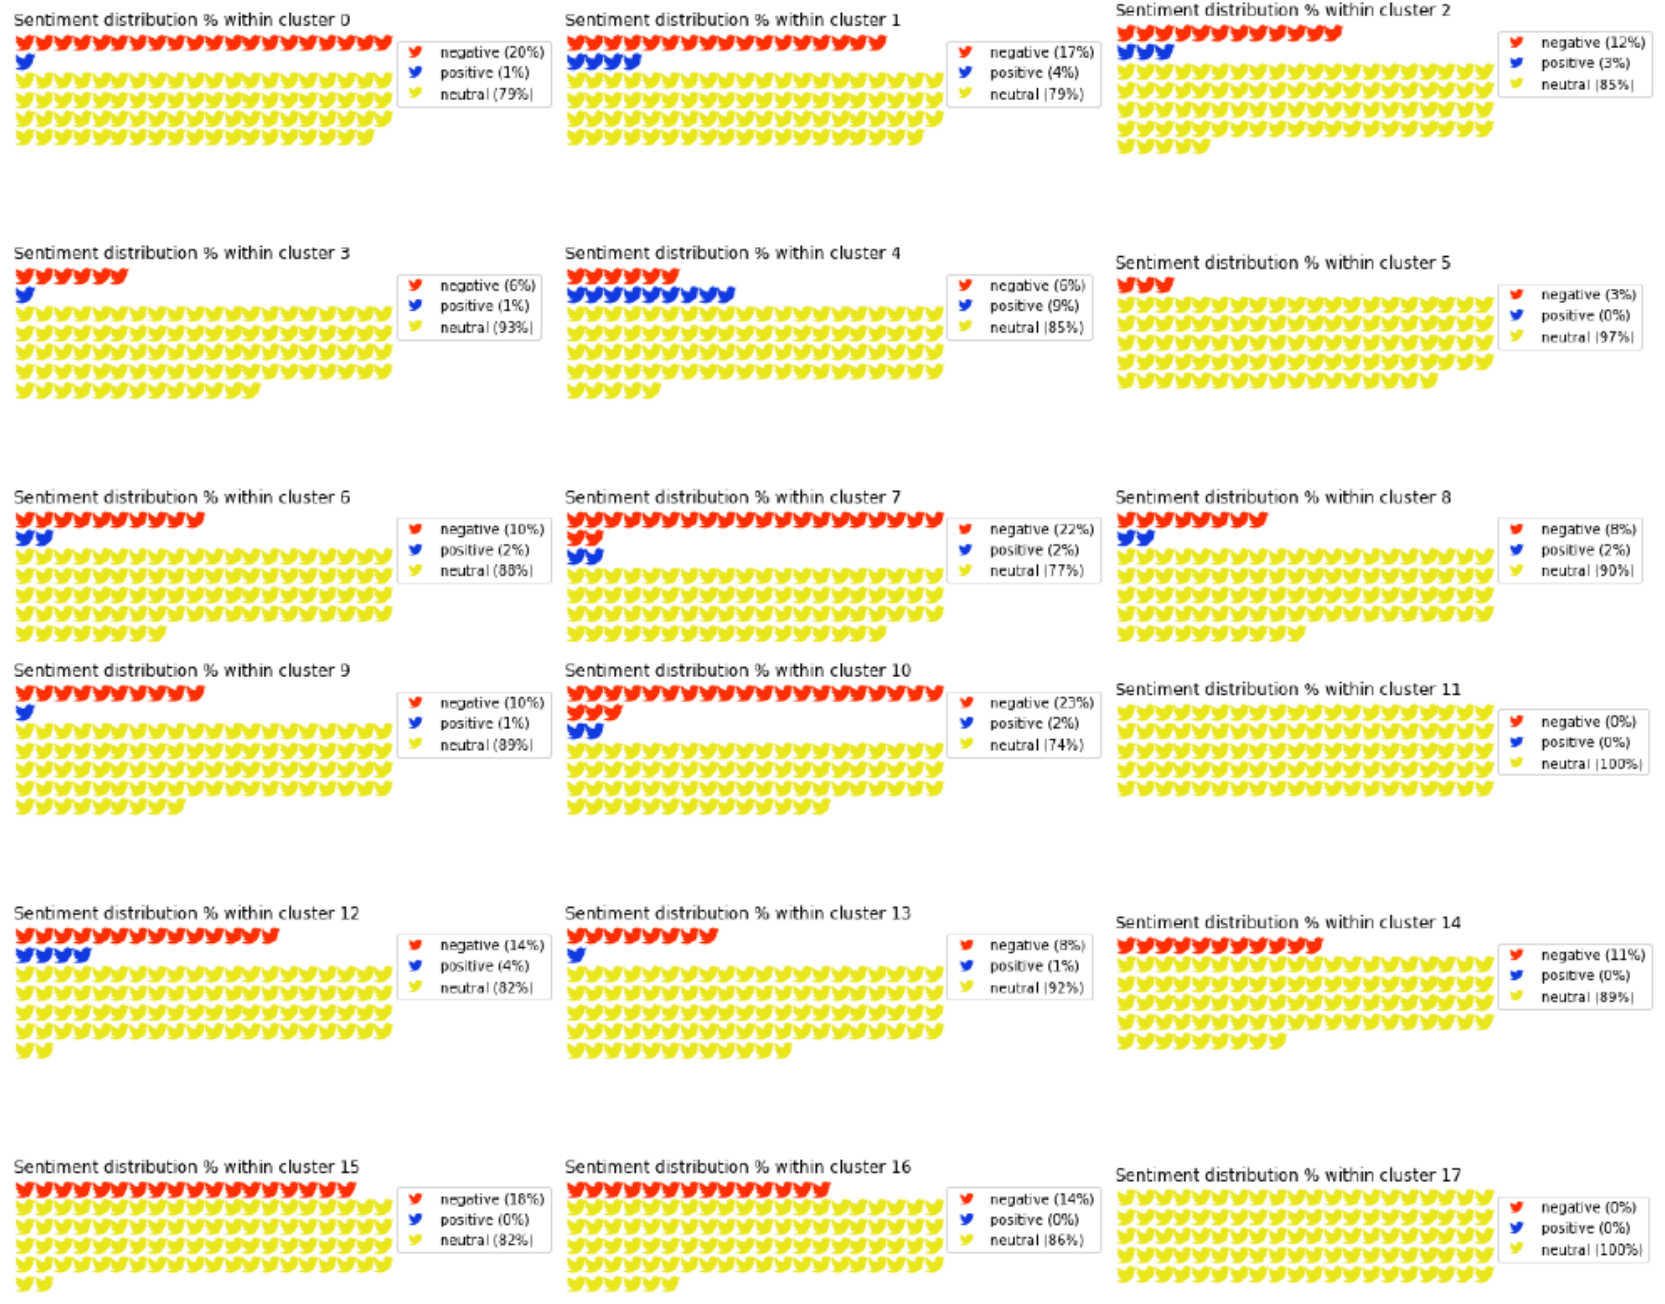 Sentiment distribution % within cluster 0
negative (20%)
positive (1%)
neutral (79%)
Sentiment distribution % within cluster 1
negative (17%)
positive (4%)
neutral (79%)
Sentiment distribution % within cluster 2
negative (12%)
positive (3%)
neutral (85%)
Sentiment distribution % within cluster 3
negative (6%)
positive (1%)
neutral (93%)
Sentiment distribution % within cluster 4
negative (6%)
positive (9%)
neutral (85%)
Sentiment distribution % within cluster 5
negative (3%)
positive (0%)
neutral (97%)
Sentiment distribution % within cluster 6
negative (10%)
positive (2%)
neutral (88%)
Sentiment distribution % within cluster 7
negative (22%)
positive (2%)
neutral (77%)
Sentiment distribution % within cluster 8
negative (8%)
positive (2%)
neutral (90%)
Sentiment distribution % within cluster 9
negative (10%)
positive (1%)
neutral (89%)
Sentiment distribution % within cluster 10
negative (23%)
positive (2%)
neutral (74%)
Sentiment distribution % within cluster 11
negative (0%)
positive (0%)
neutral (100%)
Sentiment distribution % within cluster 12
negative (14%)
positive (4%)
neutral (82%)
Sentiment distribution % within cluster 13
negative (8%)
positive (1%)
neutral (92%)
Sentiment distribution % within cluster 14
negative (11%)
positive (0%)
neutral (89%)
Sentiment distribution % within cluster 15
negative (18%)
positive (0%)
neutral (82%)
Sentiment distribution % within cluster 16
negative (14%)
positive (0%)
neutral (86%)
Sentiment distribution % within cluster 17
negative (0%)
positive (0%)
neutral (100%)